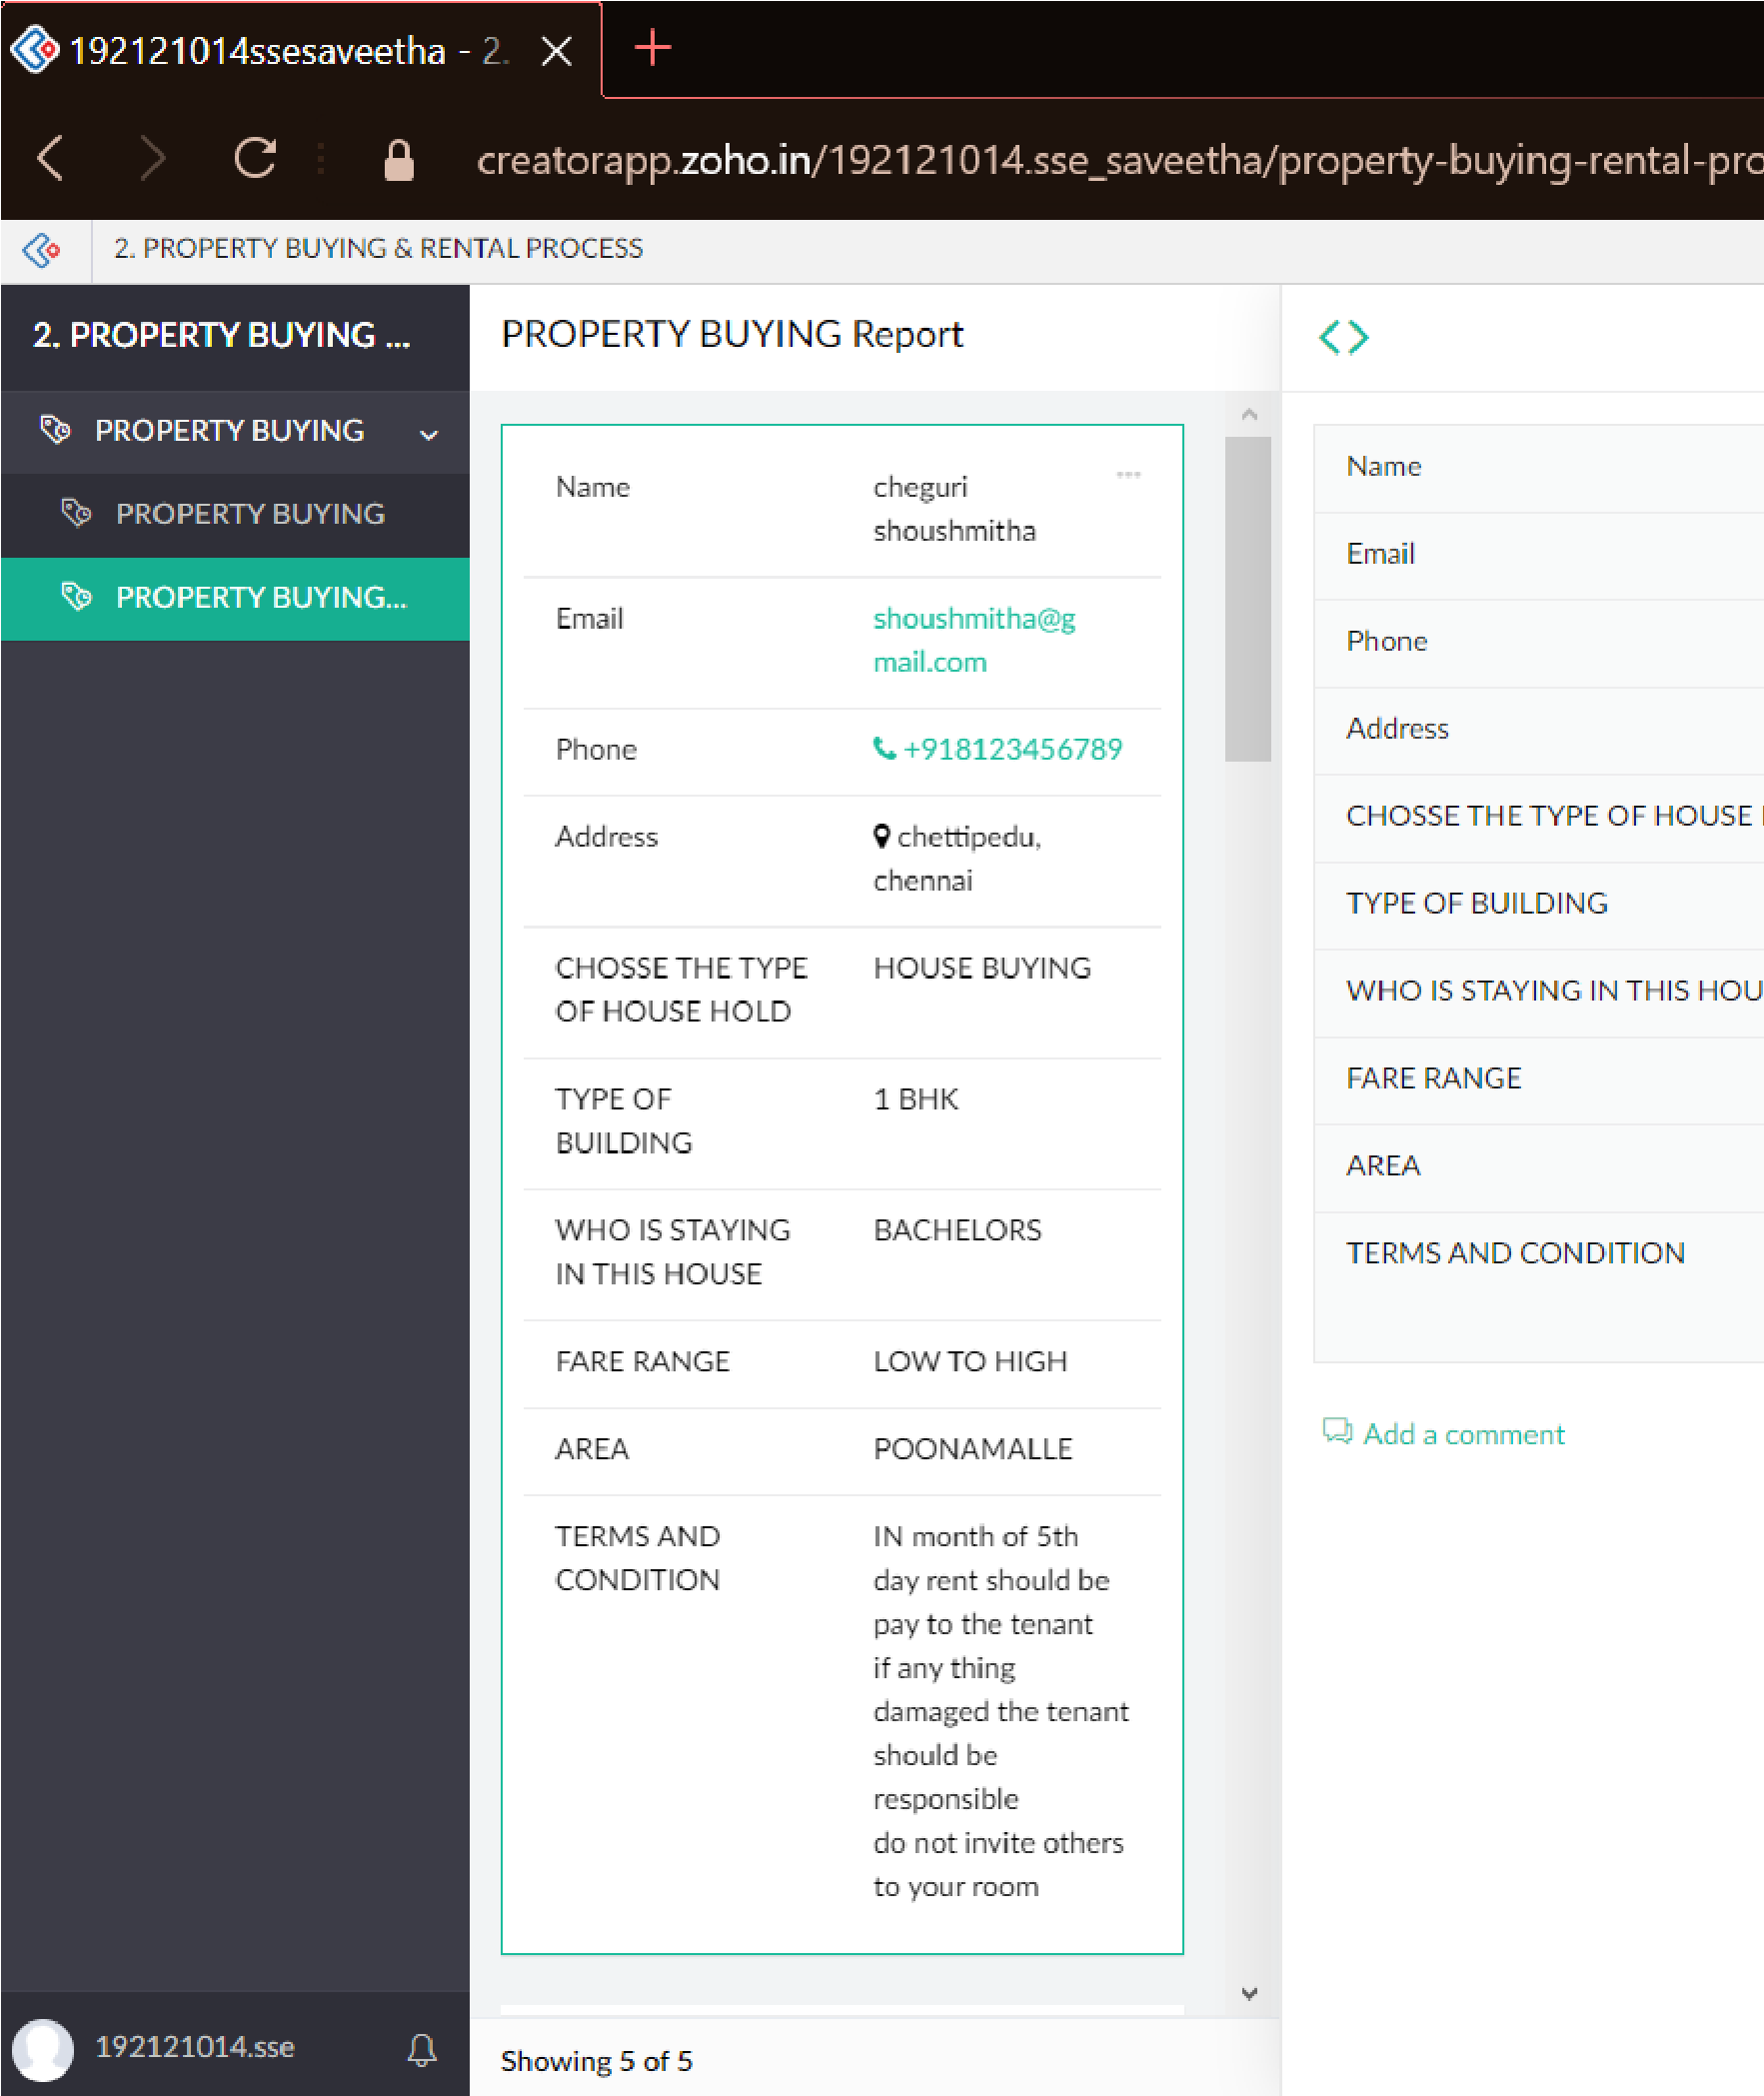 192121014ssesaveetha - 2.
creatorapp.zoho.in/192121014.sse_saveetha/property-buying-rental-pro
2. PROPERTY BUYING & RENTAL PROCESS
2. PROPERTY BUYING ...
PROPERTY BUYING
PROPERTY BUYING
PROPERTY BUYING...
192121014.sse
PROPERTY BUYING Report
Name cheguri
shoushmitha
Email shoushmitha@g
mail.com
Phone +918123456789
Address chettipedu,
chennai
CHOSSE THE TYPE HOUSE BUYING
OF HOUSE HOLD
TYPE OF 1 BHK
BUILDING
WHO IS STAYING BACHELORS
IN THIS HOUSE
FARE RANGE LOW TO HIGH
AREA POONAMALLE
TERMS AND IN month of 5th
CONDITION day rent should be
pay to the tenant
if any thing
damaged the tenant
should be
responsible
do not invite others
to your room
Showing 5 of 5
Name
Email
Phone
Address
CHOSSE THE TYPE OF HOUSE
TYPE OF BUILDING
WHO IS STAYING IN THIS HOU
FARE RANGE
AREA
TERMS AND CONDITION
Add a comment